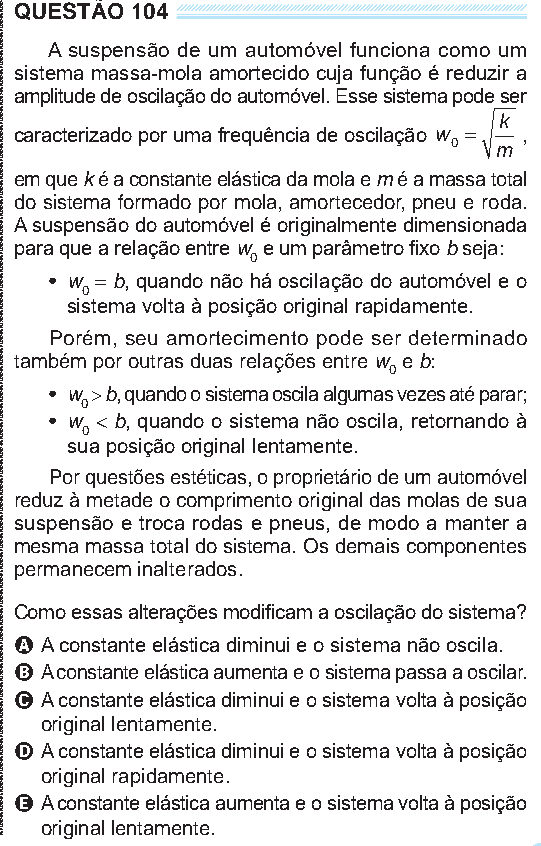 QUESTÃO 104
A suspensão de um automóvel funciona como um
sistema massa-mola amortecido cuja função é reduzir a
amplitude de oscilação do automóvel. Esse sistema pode ser
caracterizado por uma frequência de oscilação w₀ = √(k/m) ,
em que k é a constante elástica da mola e m é a massa total
do sistema formado por mola, amortecedor, pneu e roda.
A suspensão do automóvel é originalmente dimensionada
para que a relação entre w₀ e um parâmetro fixo b seja:
• w₀ = b, quando não há oscilação do automóvel e o
sistema volta à posição original rapidamente.
Porém, seu amortecimento pode ser determinado
também por outras duas relações entre w₀ e b:
• w₀ > b, quando o sistema oscila algumas vezes até parar;
• w₀ < b, quando o sistema não oscila, retornando à
sua posição original lentamente.
Por questões estéticas, o proprietário de um automóvel
reduz à metade o comprimento original das molas de sua
suspensão e troca rodas e pneus, de modo a manter a
mesma massa total do sistema. Os demais componentes
permanecem inalterados.
Como essas alterações modificam a oscilação do sistema?
A A constante elástica diminui e o sistema não oscila.
B A constante elástica aumenta e o sistema passa a oscilar.
C A constante elástica diminui e o sistema volta à posição
original lentamente.
D A constante elástica diminui e o sistema volta à posição
original rapidamente.
E A constante elástica aumenta e o sistema volta à posição
original lentamente.